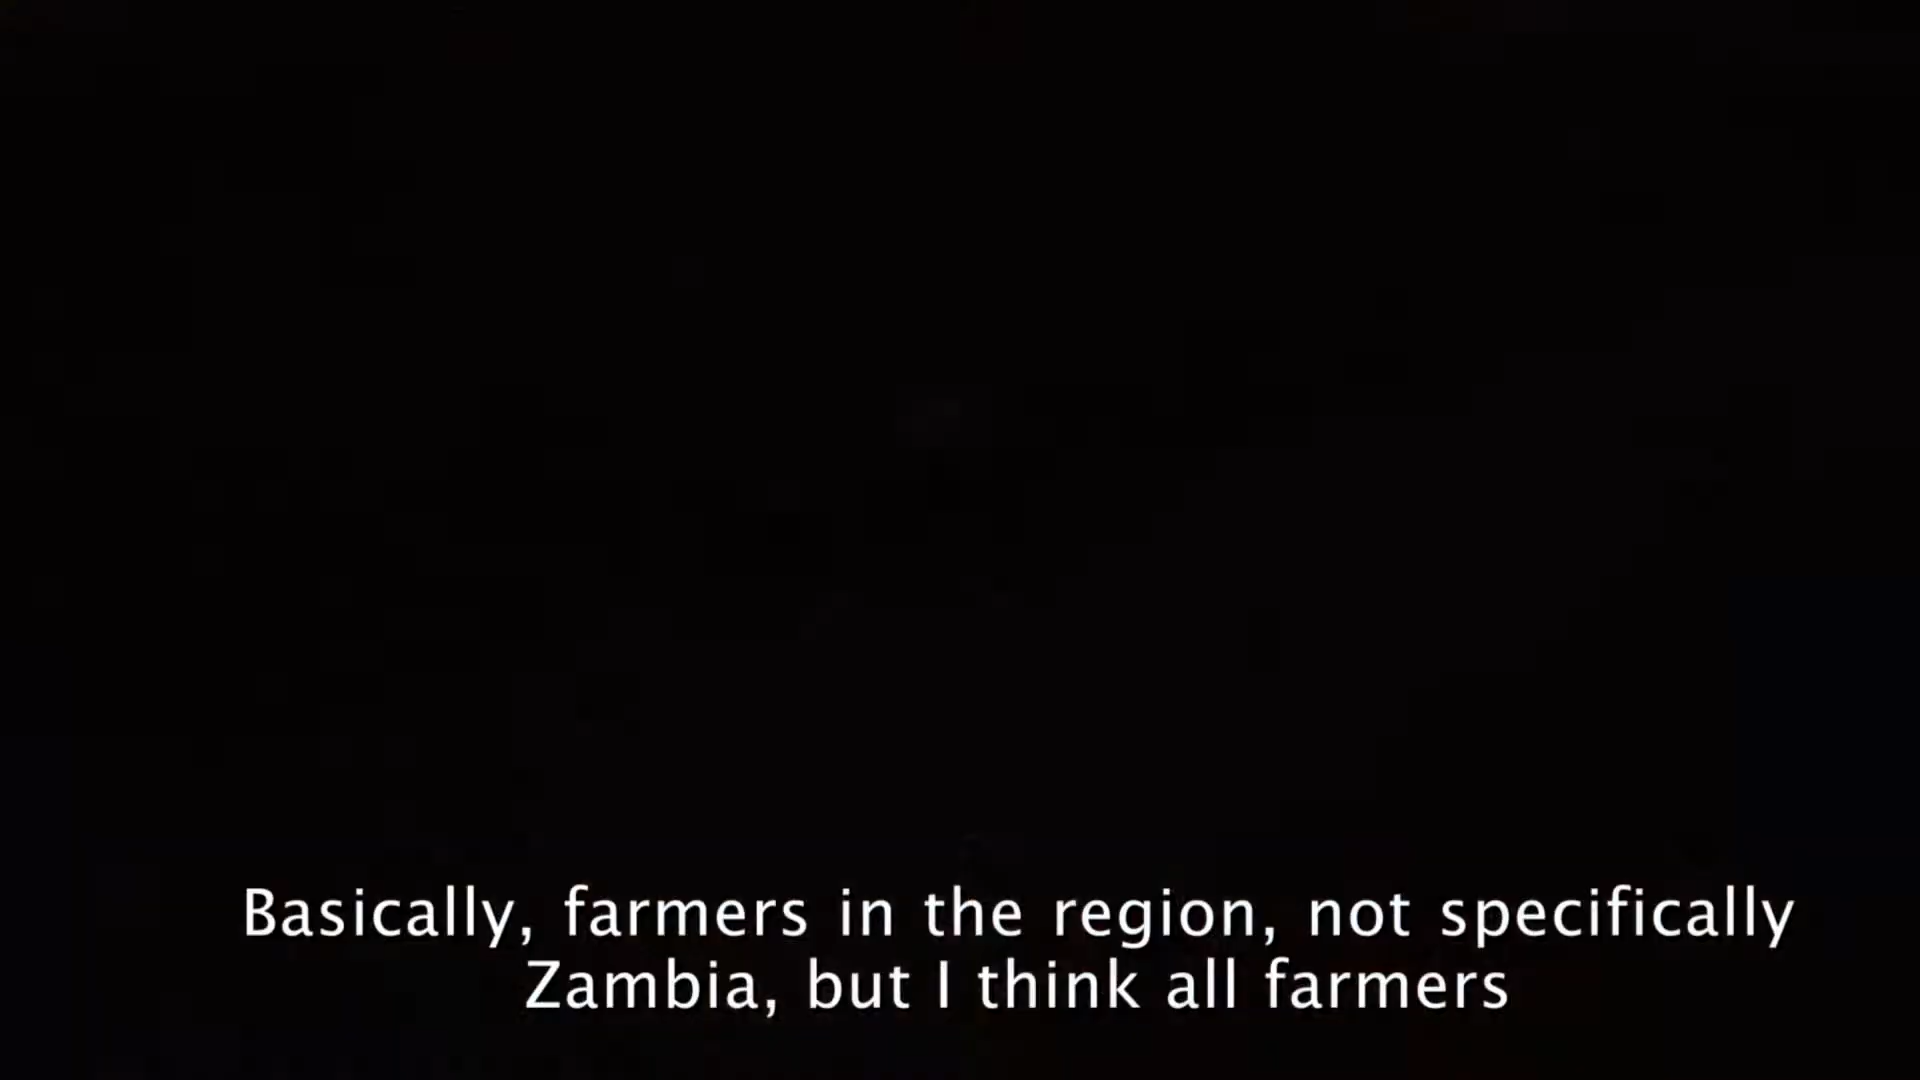 Basically, farmers in the region, not specifically
Zambia, but I think all farmers